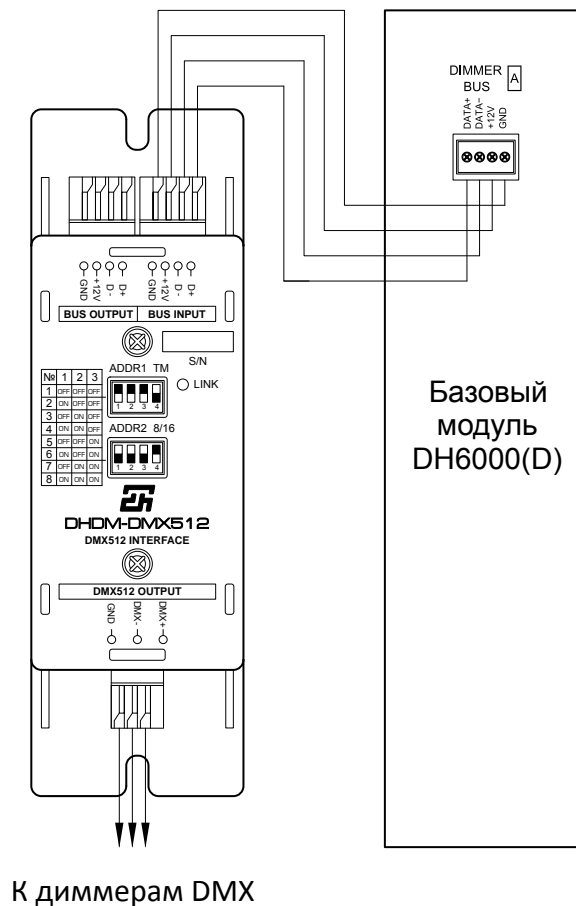 DIMMER
BUS
A
DATA+
DATA−
+12V
GND
GND
+12V
D -
D+
GND
+12V
D -
D+
BUS OUTPUT
BUS INPUT
S/N
ADDR1 TM
LINK
1 2 3 4
ADDR2 8/16
1 2 3 4
№ 1 2 3
1 OFF OFF OFF
2 ON OFF OFF
3 OFF ON OFF
4 ON ON OFF
5 OFF OFF ON
6 ON OFF ON
7 OFF ON ON
8 ON ON ON
DHDM-DMX512
DMX512 INTERFACE
DMX512 OUTPUT
GND
DMX-
DMX+
Базовый
модуль
DH6000(D)
К диммерам DMX